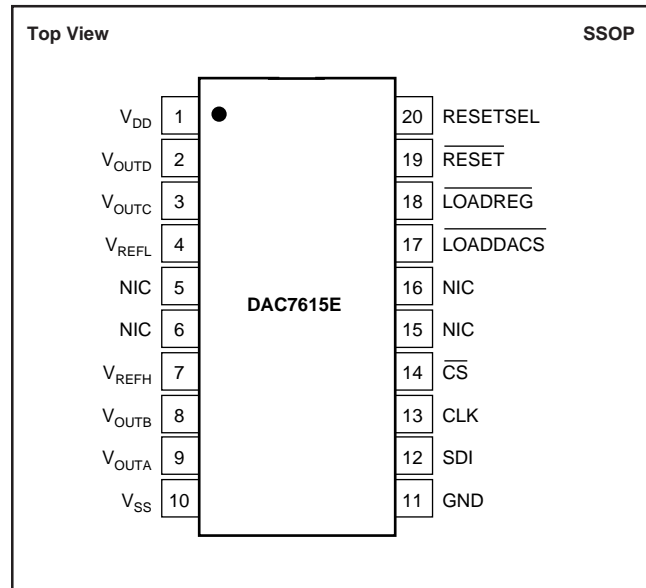 Top View SSOP
V_DD 1 20 RESETSEL
V_OUTD 2 19 RESET
V_OUTC 3 18 LOADREG
V_REFL 4 17 LOADDACS
NIC 5 16 NIC
DAC7615E
NIC 6 15 NIC
V_REFH 7 14 CS
V_OUTB 8 13 CLK
V_OUTA 9 12 SDI
V_SS 10 11 GND